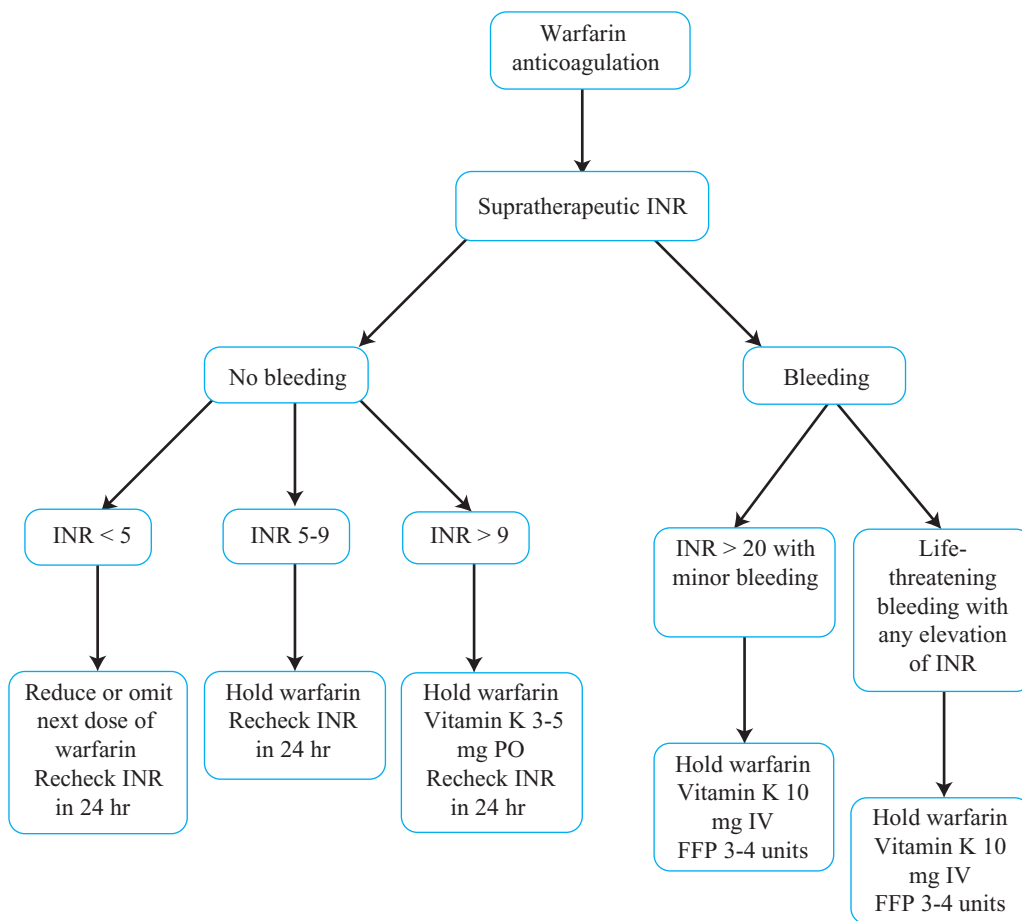 Warfarin
anticoagulation
Supratherapeutic INR
No bleeding
Bleeding
INR < 5
INR 5-9
INR > 9
INR > 20 with
minor bleeding
Life-
threatening
bleeding with
any elevation
of INR
Reduce or omit
next dose of
warfarin
Recheck INR
in 24 hr
Hold warfarin
Recheck INR
in 24 hr
Hold warfarin
Vitamin K 3-5
mg PO
Recheck INR
in 24 hr
Hold warfarin
Vitamin K 10
mg IV
FFP 3-4 units
Hold warfarin
Vitamin K 10
mg IV
FFP 3-4 units